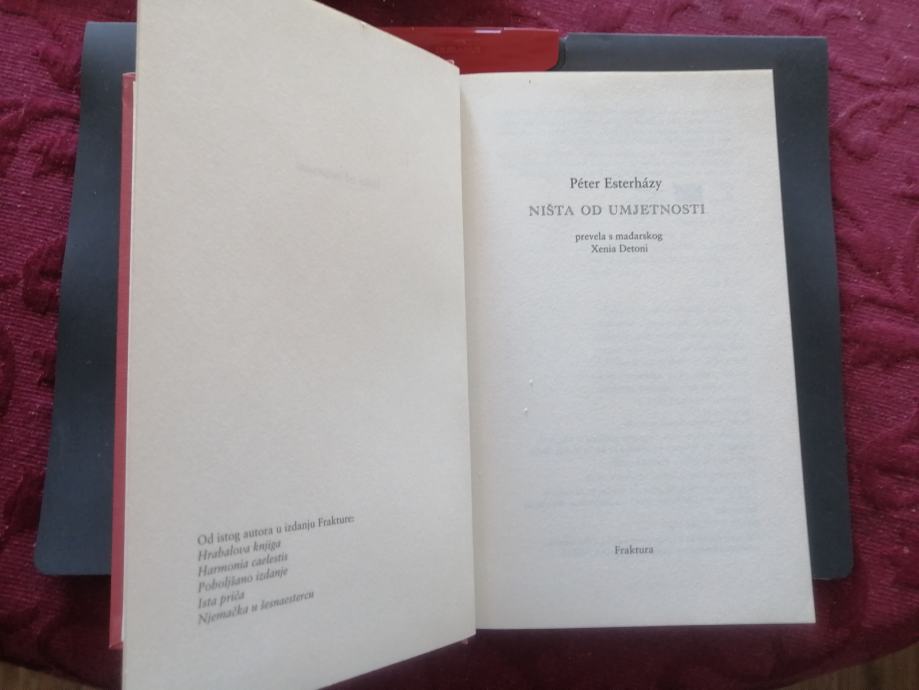 Od istog autora u izdanju Frakture:
Hrabalova knjiga
Harmonia caelestis
Poboljšano izdanje
Ista priča
Njemačka u šesnaestercu
Péter Esterházy
NIŠTA OD UMJETNOSTI
prevela s mađarskog
Xenia Detoni
Fraktura